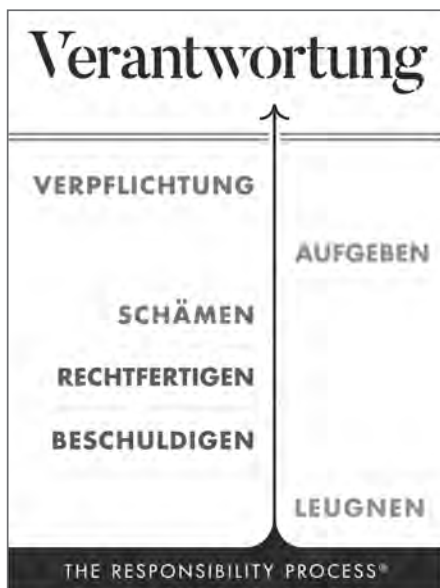 Verantwortung
VERPFLICHTUNG
AUFGEBEN
SCHÄMEN
RECHTFERTIGEN
BESCHULDIGEN
LEUGNEN
THE RESPONSIBILITY PROCESS®